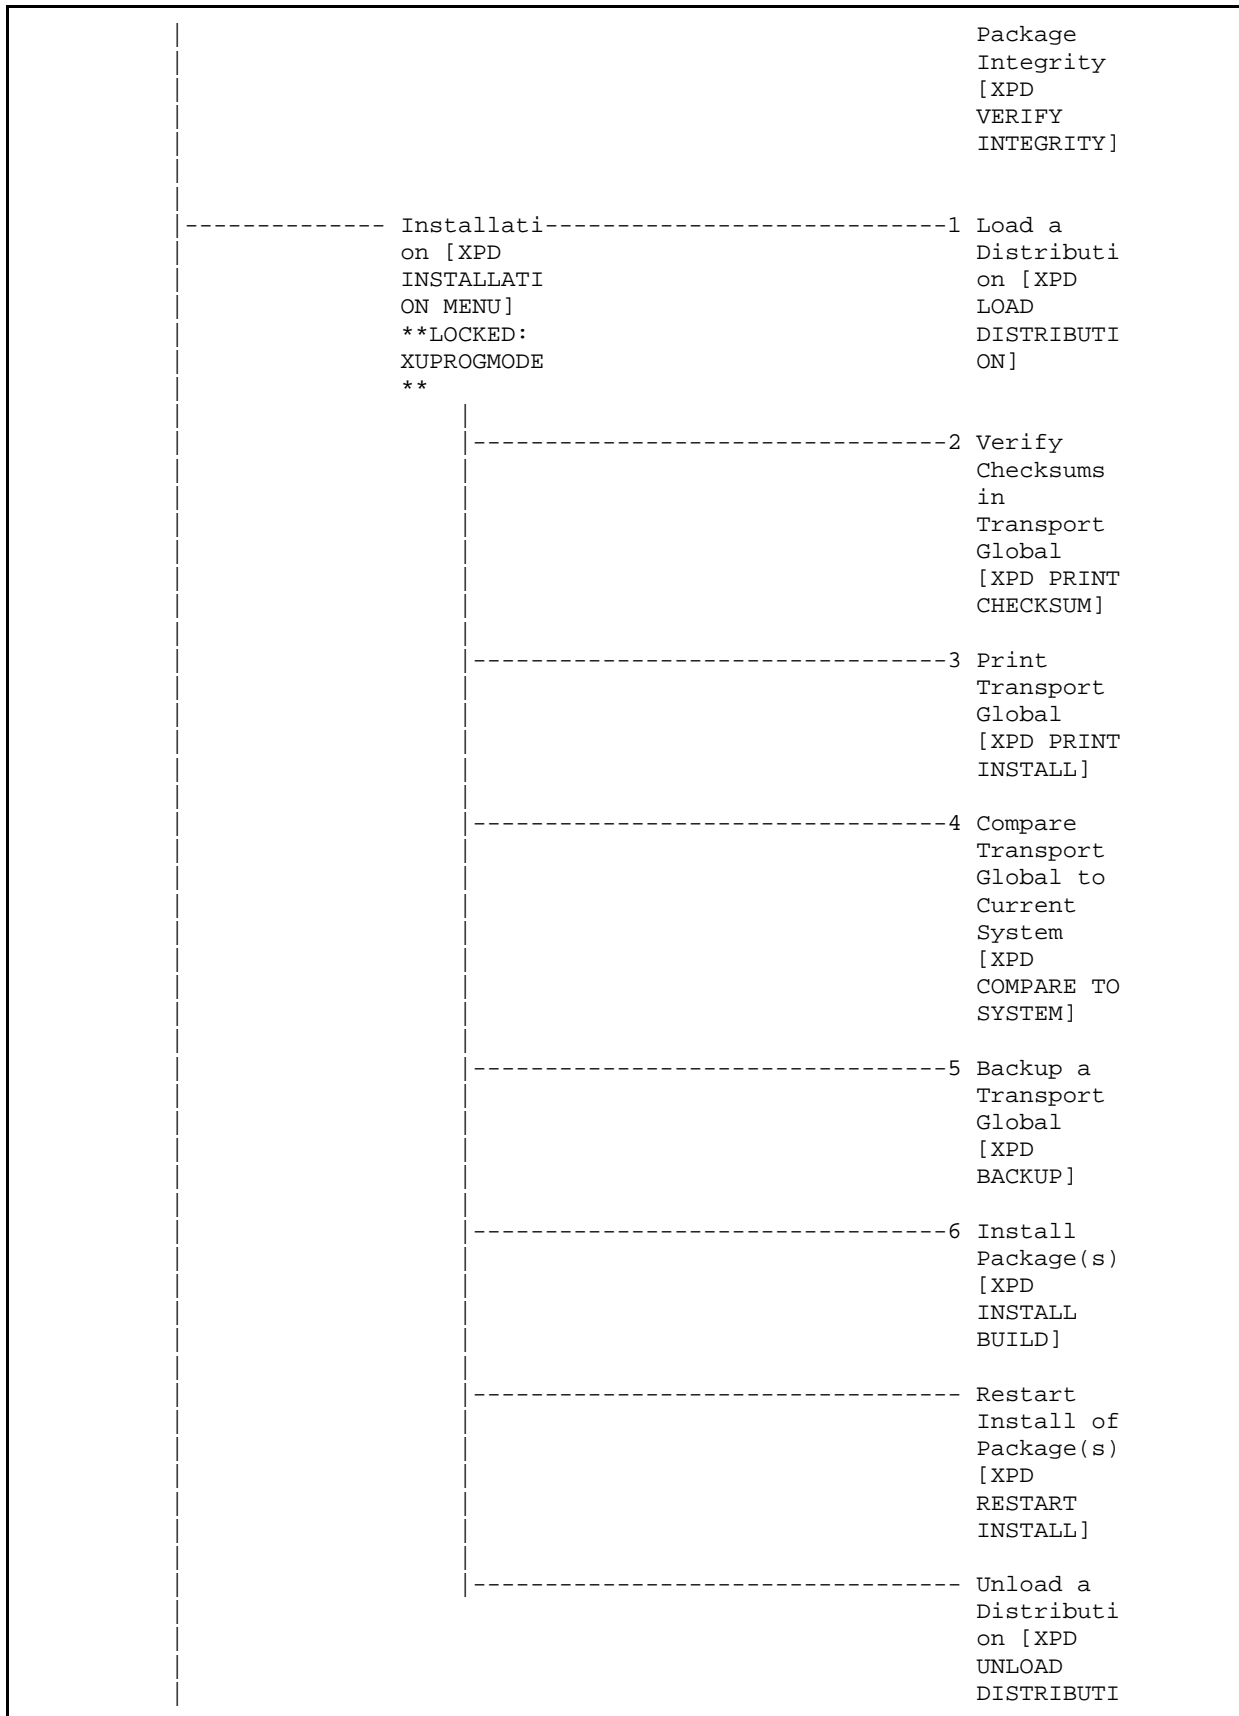 Package
Integrity
[XPD
VERIFY
INTEGRITY]
|-------------- Installati----------------------------1 Load a
on [XPD Distributi
INSTALLATI on [XPD
ON MENU] LOAD
**LOCKED: DISTRIBUTI
XUPROGMODE ON]
**
|---------------------------------2 Verify
Checksums
in
Transport
Global
[XPD PRINT
CHECKSUM]
|---------------------------------3 Print
Transport
Global
[XPD PRINT
INSTALL]
|---------------------------------4 Compare
Transport
Global to
Current
System
[XPD
COMPARE TO
SYSTEM]
|---------------------------------5 Backup a
Transport
Global
[XPD
BACKUP]
|---------------------------------6 Install
Package(s)
[XPD
INSTALL
BUILD]
|---------------------------------- Restart
Install of
Package(s)
[XPD
RESTART
INSTALL]
|---------------------------------- Unload a
Distributi
on [XPD
UNLOAD
DISTRIBUTI